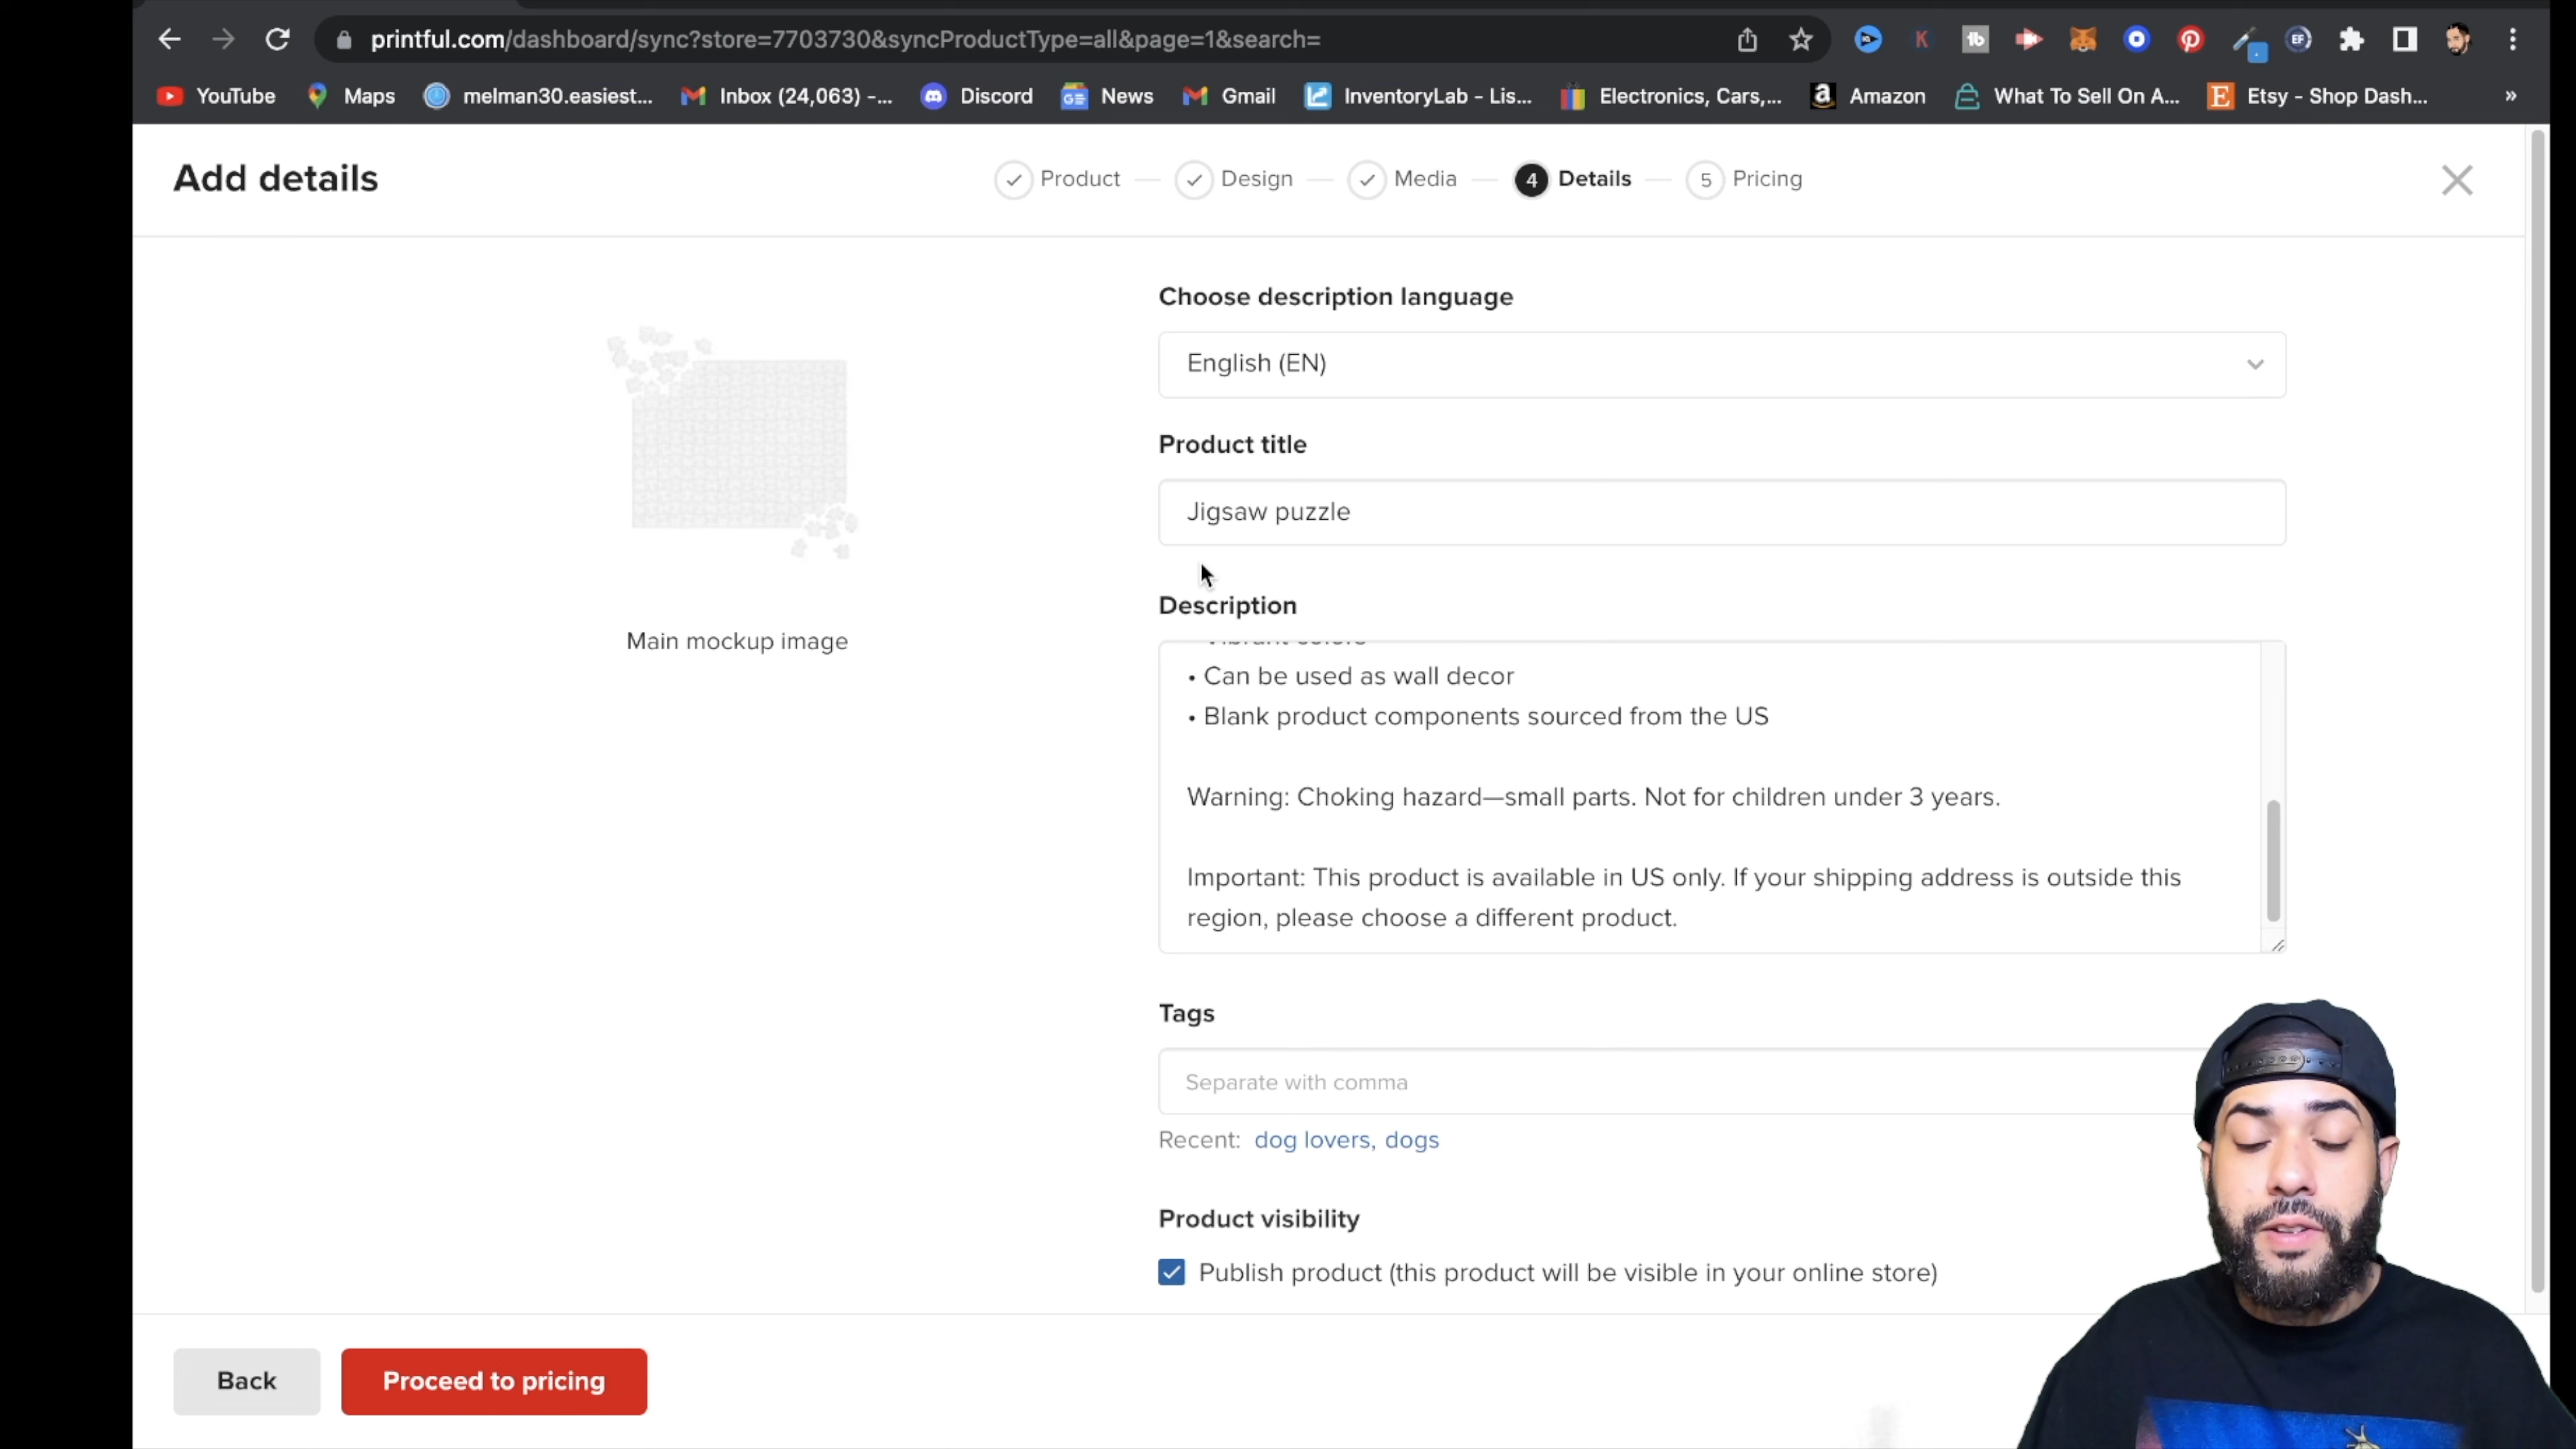 printful.com/dashboard/sync?store=7703730&syncProductType=all&page=1&search=
YouTube Maps melman30.easiest... Inbox (24,063) -... Discord News Gmail InventoryLab - Lis... Electronics, Cars,... Amazon What To Sell On A... Etsy - Shop Dash... »
Add details
Product Design Media 4 Details 5 Pricing
Choose description language
English (EN)
Product title
Jigsaw puzzle
Description
• Vibrant colors
• Can be used as wall decor
• Blank product components sourced from the US
Warning: Choking hazard—small parts. Not for children under 3 years.
Important: This product is available in US only. If your shipping address is outside this
region, please choose a different product.
Main mockup image
Tags
Separate with comma
Recent: dog lovers, dogs
Product visibility
Publish product (this product will be visible in your online store)
Back
Proceed to pricing